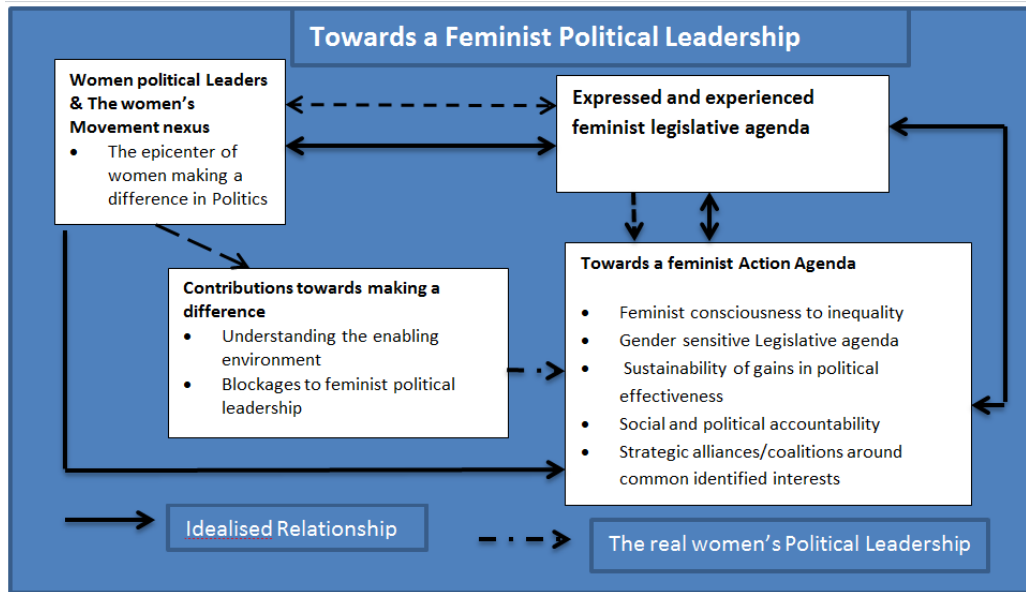 Towards a Feminist Political Leadership
Women political Leaders
& The women's
Movement nexus
• The epicenter of
women making a
difference in Politics
Expressed and experienced
feminist legislative agenda
Contributions towards making a
difference
• Understanding the enabling
environment
• Blockages to feminist political
leadership
Towards a feminist Action Agenda
• Feminist consciousness to inequality
• Gender sensitive Legislative agenda
• Sustainability of gains in political
effectiveness
• Social and political accountability
• Strategic alliances/coalitions around
common identified interests
Idealised Relationship
The real women's Political Leadership